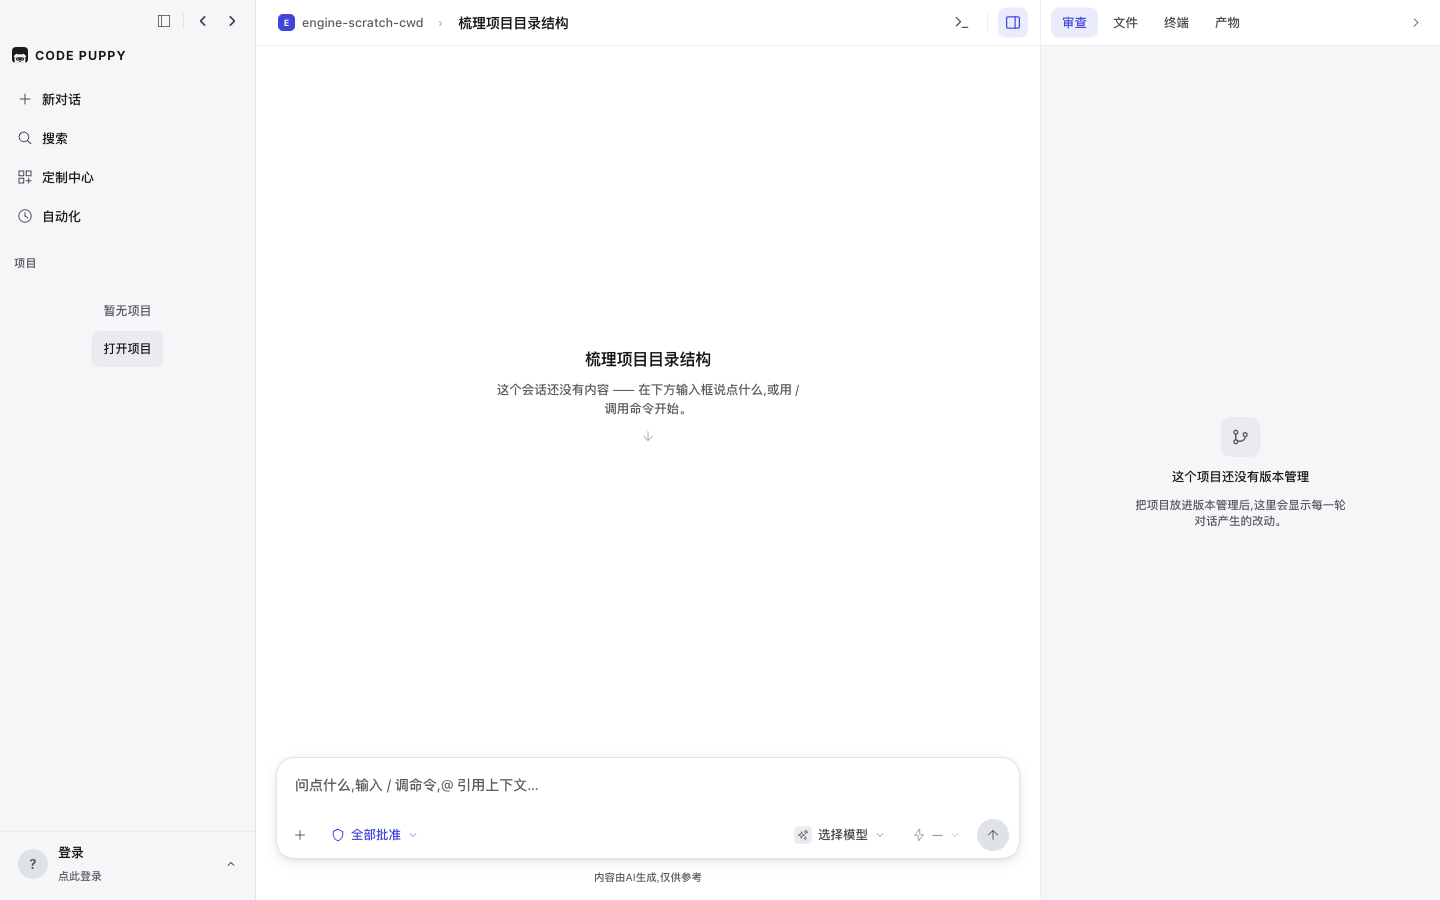 CODE PUPPY
新对话
搜索
定制中心
自动化
项目
暂无项目
打开项目
?
登录
点此登录
E engine-scratch-cwd › 梳理项目目录结构
梳理项目目录结构
这个会话还没有内容 —— 在下方输入框说点什么,或用 /
调用命令开始。
问点什么,输入 / 调命令,@ 引用上下文...
全部批准
选择模型
—
内容由AI生成,仅供参考
审查 文件 终端 产物
这个项目还没有版本管理
把项目放进版本管理后,这里会显示每一轮
对话产生的改动。